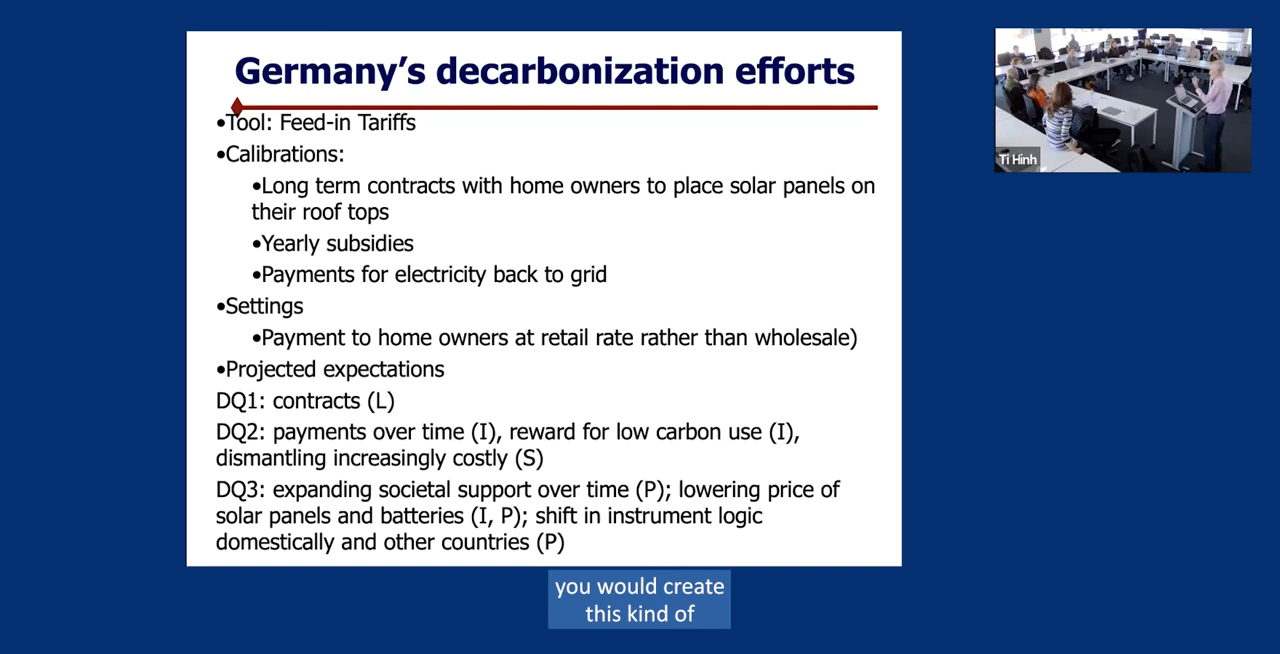 Germany's decarbonization efforts
•Tool: Feed-in Tariffs
•Calibrations:
•Long term contracts with home owners to place solar panels on
their roof tops
•Yearly subsidies
•Payments for electricity back to grid
•Settings
•Payment to home owners at retail rate rather than wholesale)
•Projected expectations
DQ1: contracts (L)
DQ2: payments over time (I), reward for low carbon use (I),
dismantling increasingly costly (S)
DQ3: expanding societal support over time (P); lowering price of
solar panels and batteries (I, P); shift in instrument logic
domestically and other countries (P)
Ti Hinh
you would create
this kind of